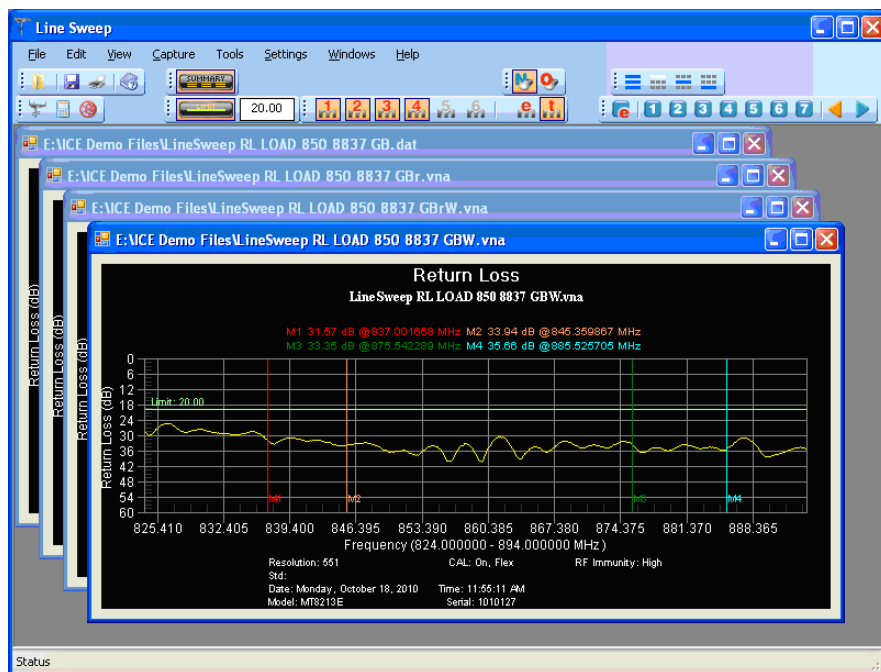 Line Sweep
File Edit View Capture Tools Settings Windows Help
SUMMARY
20.00 1 2 3 4 5 6 e t e 1 2 3 4 5 6 7
E:\ICE Demo Files\LineSweep RL LOAD 850 8837 GB.dat
E:\ICE Demo Files\LineSweep RL LOAD 850 8837 GBr.vna
E:\ICE Demo Files\LineSweep RL LOAD 850 8837 GBrW.vna
E:\ICE Demo Files\LineSweep RL LOAD 850 8837 GBW.vna
Return Loss (dB)
Return Loss (dB)
Return Loss (dB)
Return Loss
LineSweep RL LOAD 850 8837 GBW.vna
M1 31.57 dB @837.001658 MHz M2 33.94 dB @845.359867 MHz
M3 33.35 dB @875.542289 MHz M4 35.66 dB @885.525705 MHz
Return Loss (dB)
0
6
12
18
24
30
36
42
48
54
60
Limit: 20.00
M1 M2 M3 M4
825.410 832.405 839.400 846.395 853.390 860.385 867.380 874.375 881.370 888.365
Frequency (824.000000 - 894.000000 MHz)
Resolution: 551 CAL: On, Flex RF Immunity: High
Std:
Date: Monday, October 18, 2010 Time: 11:55:11 AM
Model: MT8213E Serial: 1010127
Status